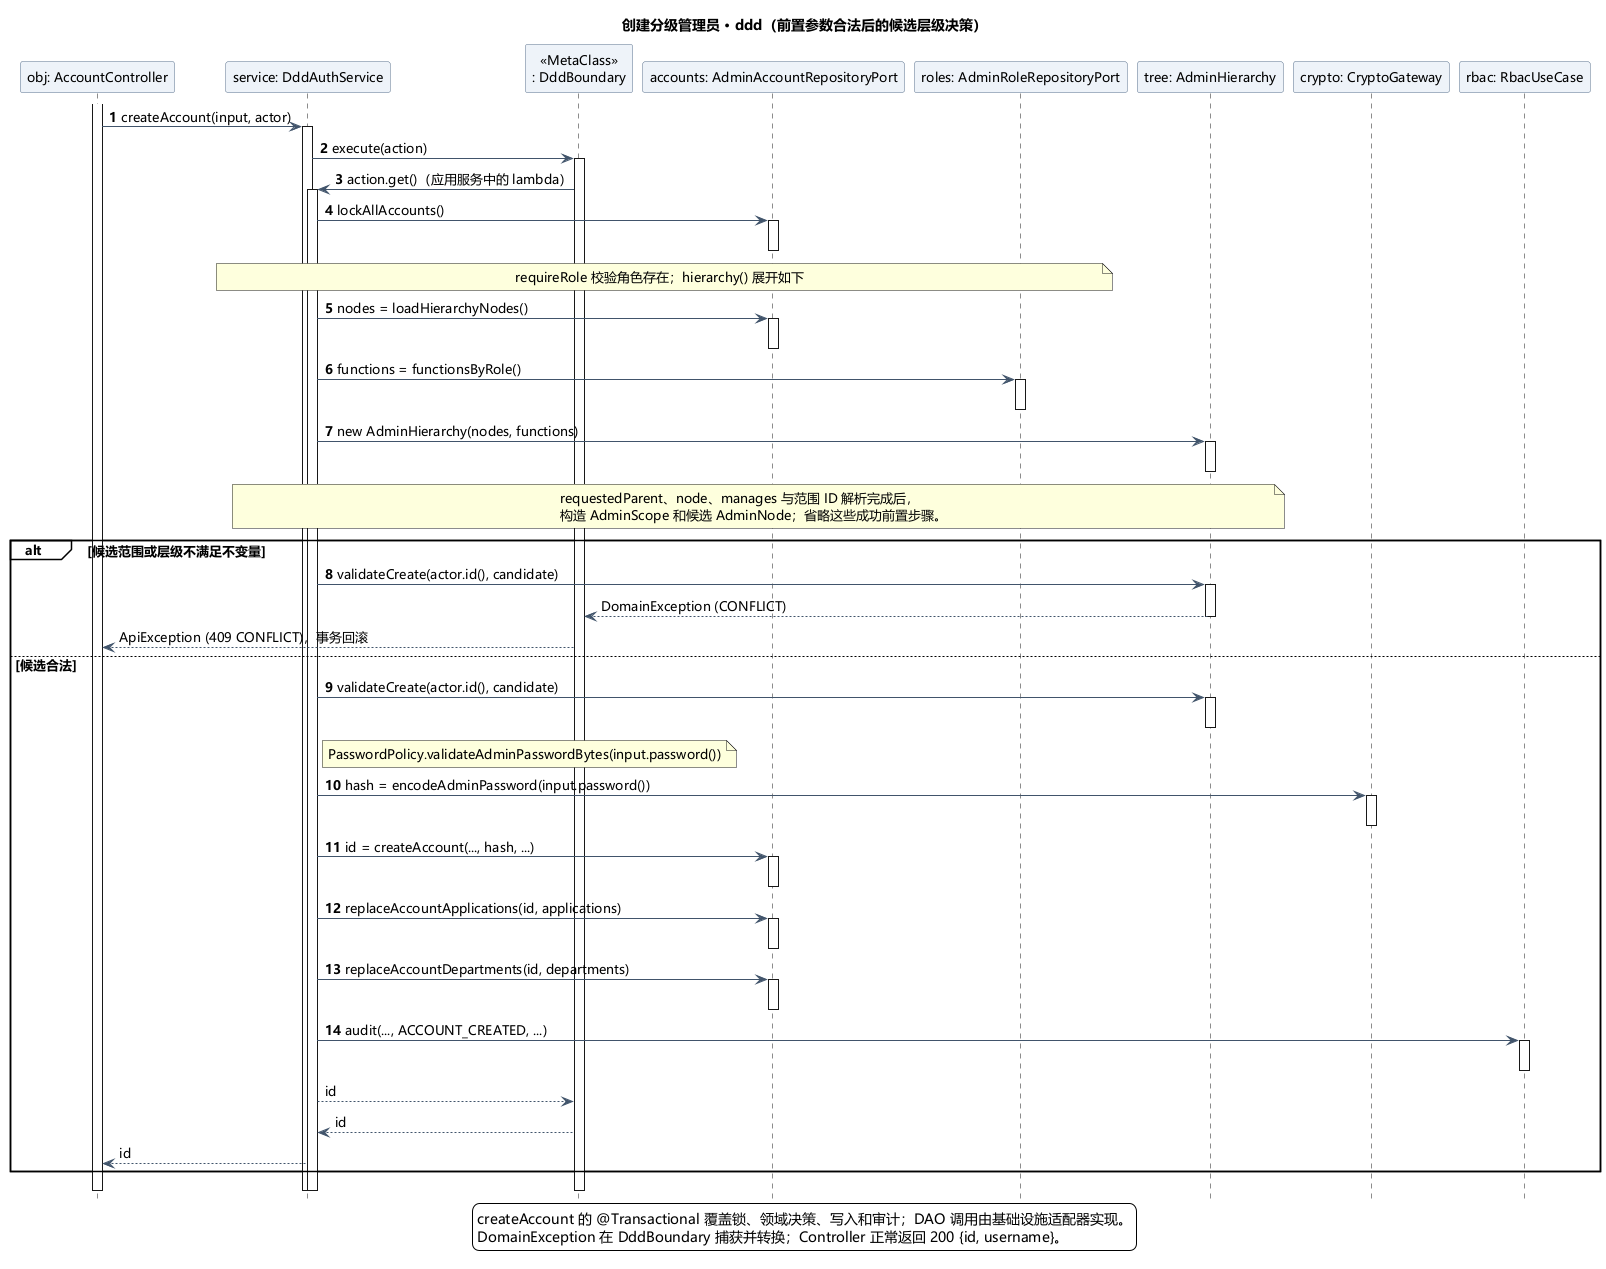 创建分级管理员 · ddd（前置参数合法后的候选层级决策）
obj: AccountController
service: DddAuthService
«MetaClass»
: DddBoundary
accounts: AdminAccountRepositoryPort
roles: AdminRoleRepositoryPort
tree: AdminHierarchy
crypto: CryptoGateway
rbac: RbacUseCase
1 createAccount(input, actor)
2 execute(action)
3 action.get()（应用服务中的 lambda）
4 lockAllAccounts()
requireRole 校验角色存在；hierarchy() 展开如下
5 nodes = loadHierarchyNodes()
6 functions = functionsByRole()
7 new AdminHierarchy(nodes, functions)
requestedParent、node、manages 与范围 ID 解析完成后，
构造 AdminScope 和候选 AdminNode；省略这些成功前置步骤。
alt [候选范围或层级不满足不变量]
8 validateCreate(actor.id(), candidate)
DomainException (CONFLICT)
ApiException (409 CONFLICT)，事务回滚
[候选合法]
9 validateCreate(actor.id(), candidate)
PasswordPolicy.validateAdminPasswordBytes(input.password())
10 hash = encodeAdminPassword(input.password())
11 id = createAccount(..., hash, ...)
12 replaceAccountApplications(id, applications)
13 replaceAccountDepartments(id, departments)
14 audit(..., ACCOUNT_CREATED, ...)
id
id
id
createAccount 的 @Transactional 覆盖锁、领域决策、写入和审计；DAO 调用由基础设施适配器实现。
DomainException 在 DddBoundary 捕获并转换；Controller 正常返回 200 {id, username}。